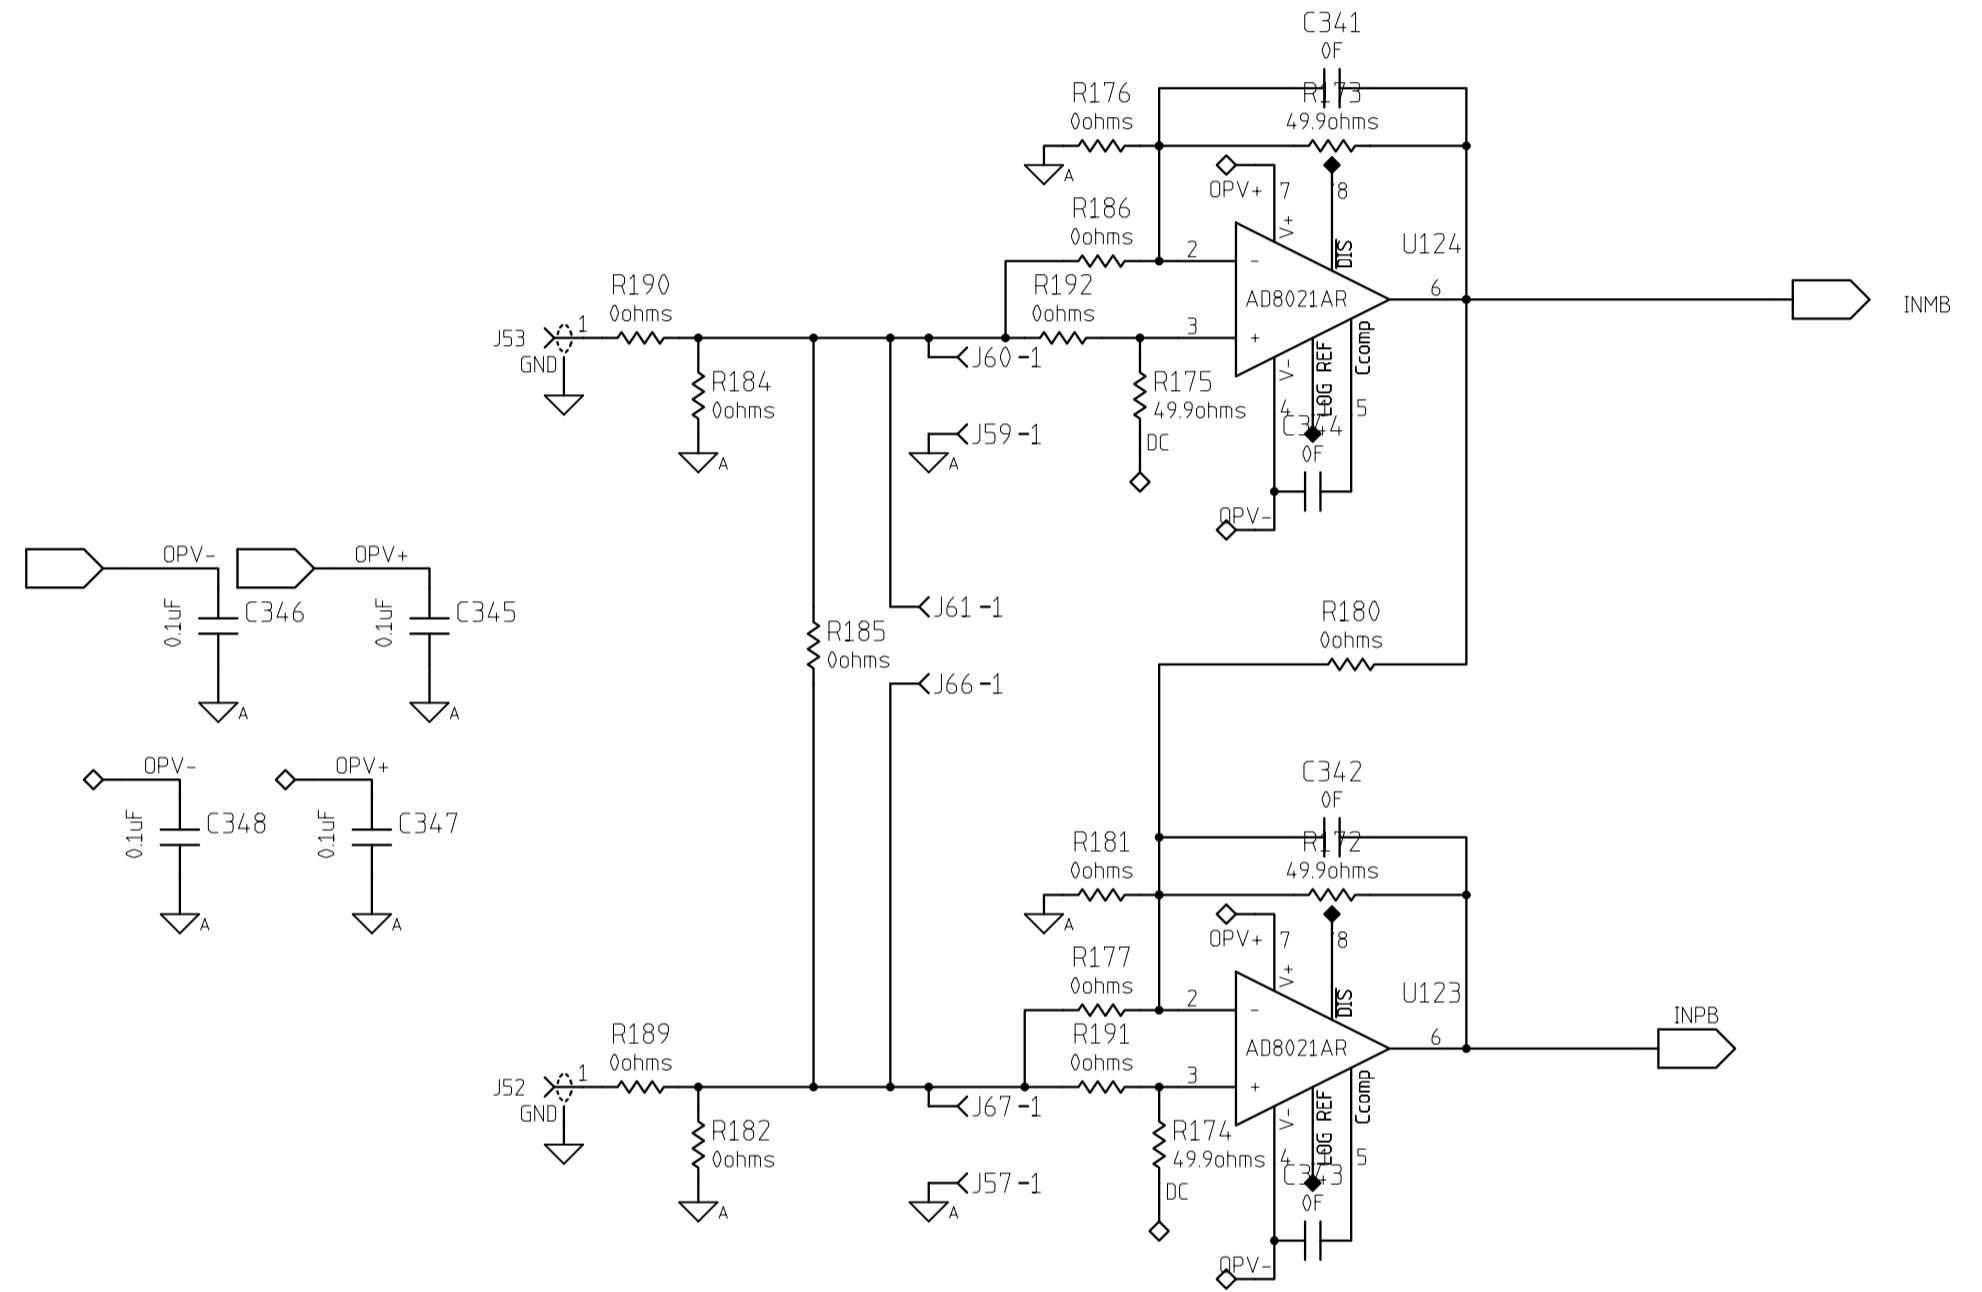 C341
0F
R173
49.9ohms
R176
0ohms
A
OPV+
7
8
V+
DIS
U124
R186
0ohms
2
-
AD8021AR
6
INMB
R190
0ohms
J53
1
GND
R192
0ohms
3
+
J60-1
R184
0ohms
A
J59-1
A
R175
49.9ohms
DC
V-
LOG REF
Ccomp
4
5
C344
0F
OPV-
OPV-
0.1uF
C346
A
OPV+
0.1uF
C345
A
J61-1
R185
0ohms
J66-1
R180
0ohms
OPV-
0.1uF
C348
A
OPV+
0.1uF
C347
A
C342
0F
R172
49.9ohms
R181
0ohms
A
OPV+
7
8
V+
DIS
U123
R177
0ohms
2
-
AD8021AR
6
INPB
R189
0ohms
J52
1
GND
R191
0ohms
3
+
J67-1
R182
0ohms
A
J57-1
A
R174
49.9ohms
DC
V-
LOG REF
Ccomp
4
5
C343
0F
OPV-